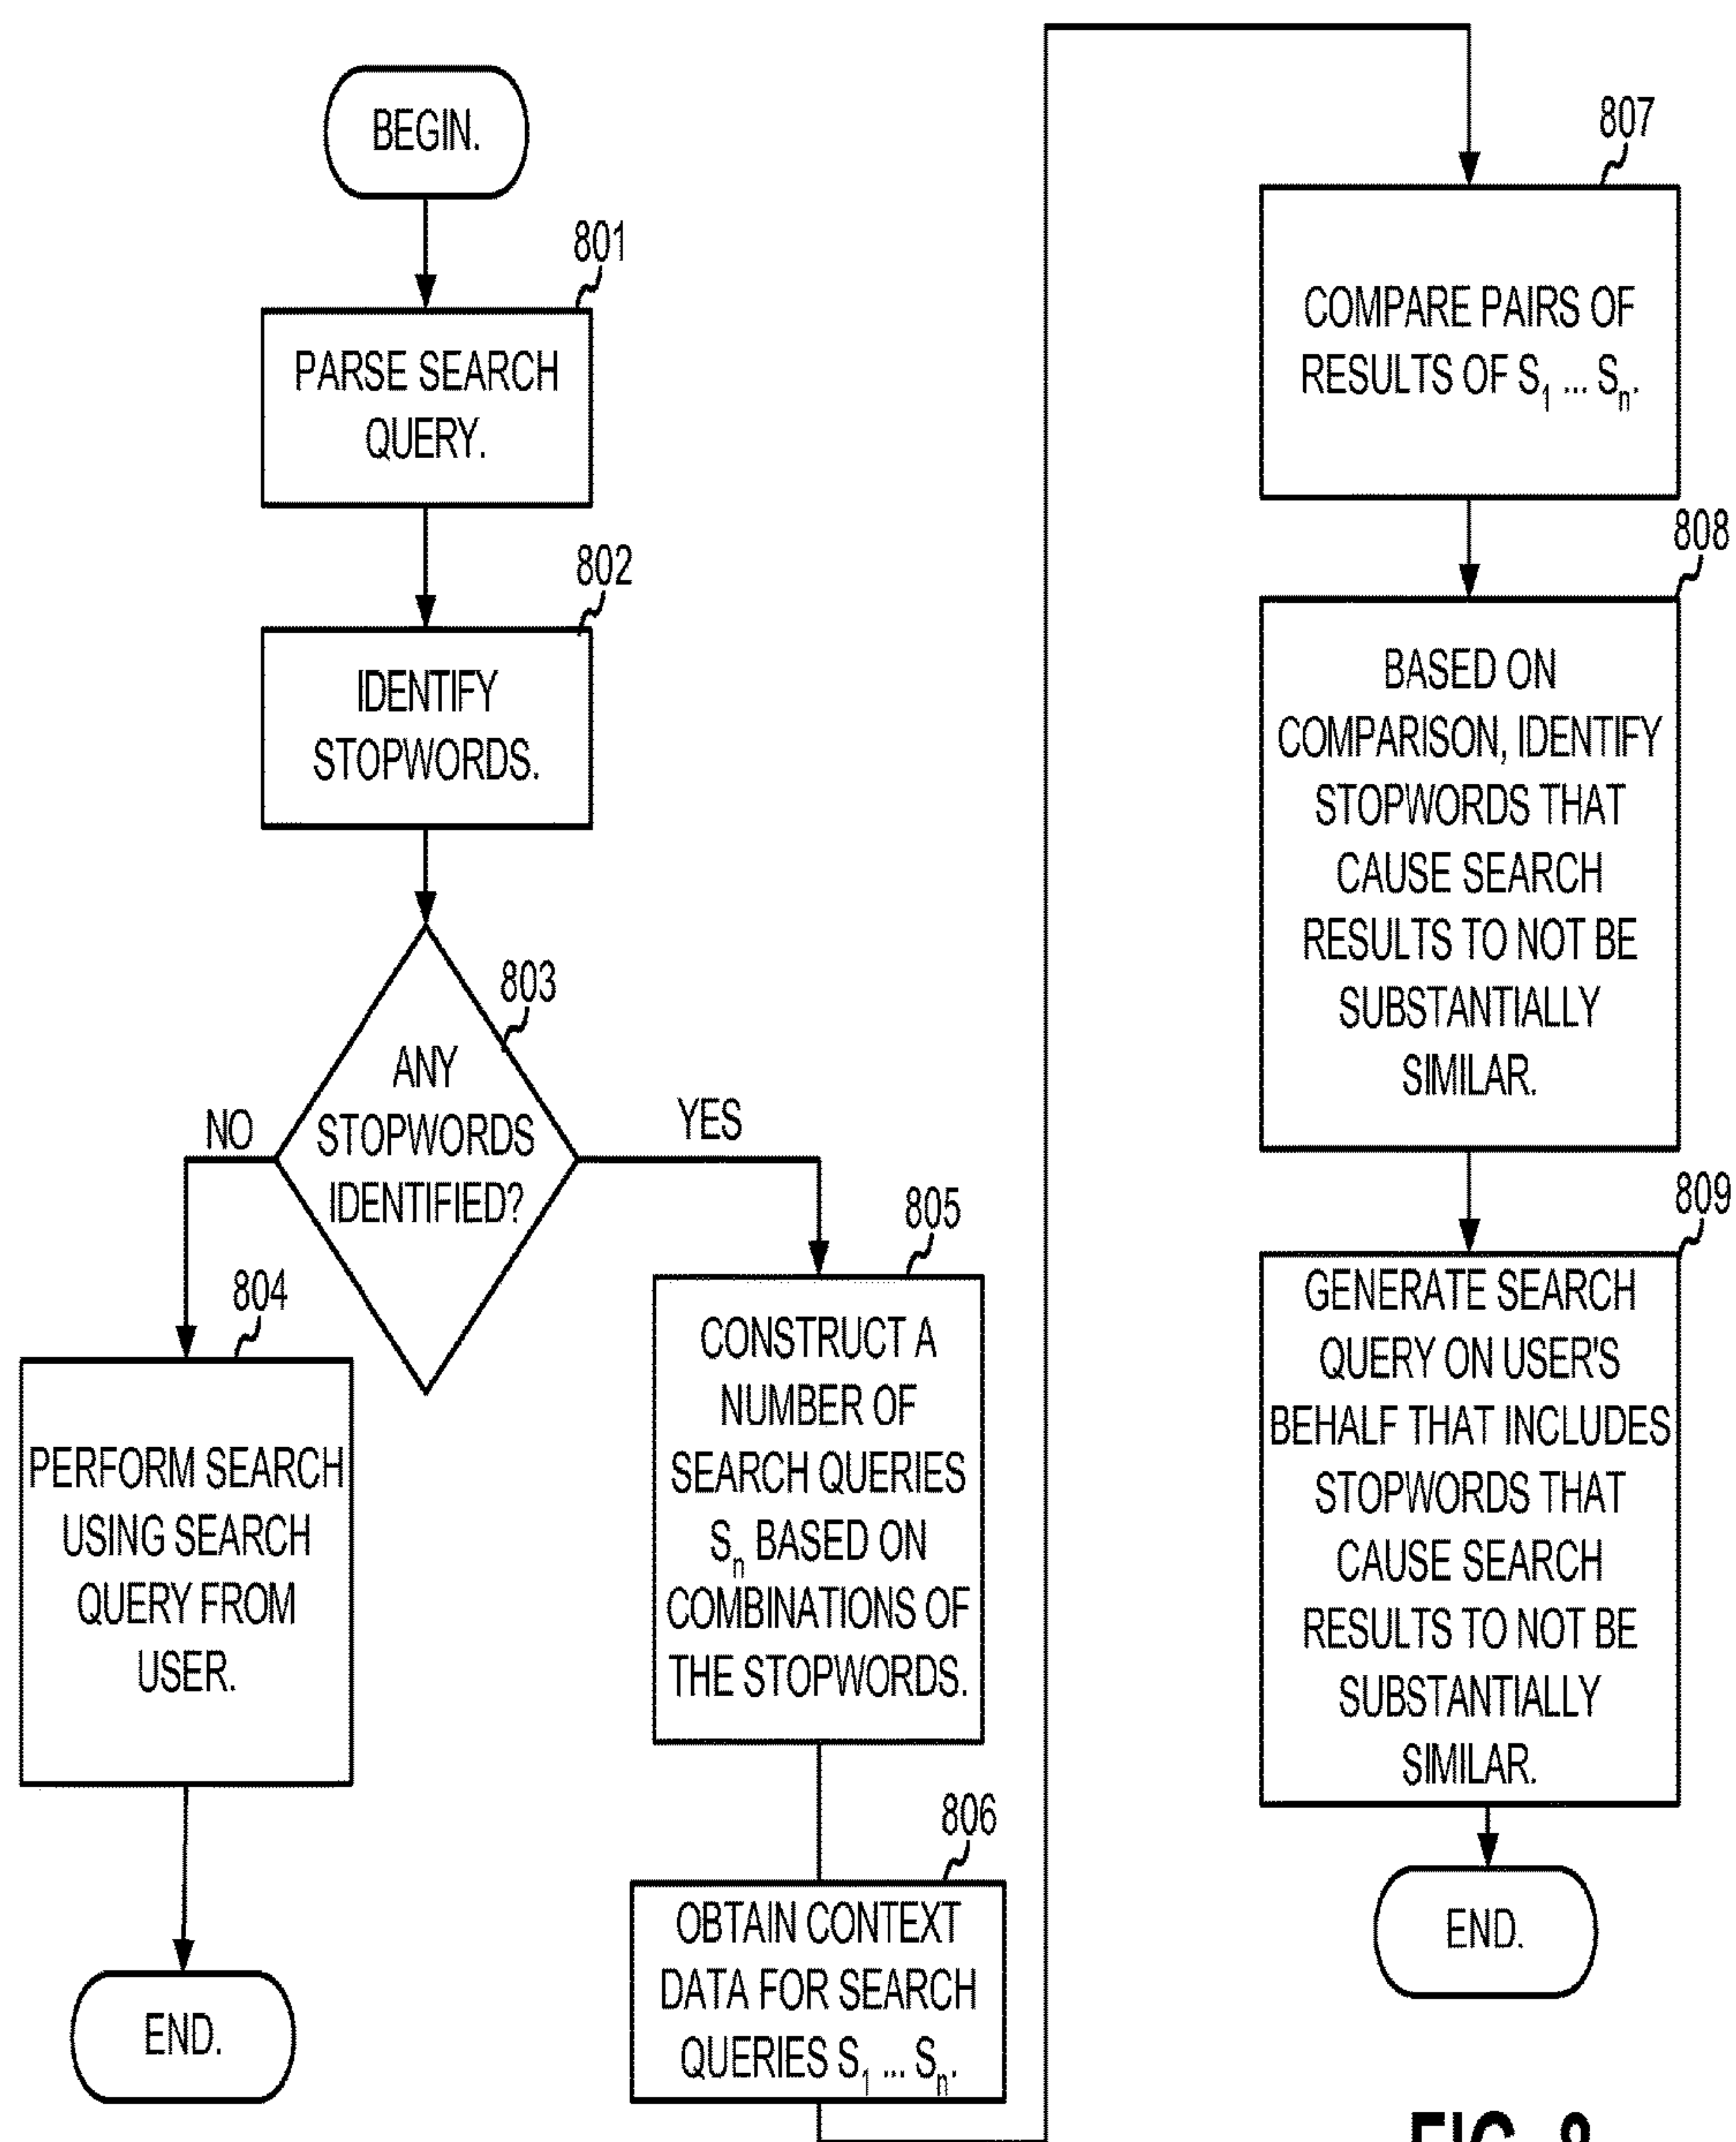 BEGIN.
801
PARSE SEARCH
QUERY.
802
IDENTIFY
STOPWORDS.
803
ANY
STOPWORDS
IDENTIFIED?
NO
YES
804
PERFORM SEARCH
USING SEARCH
QUERY FROM
USER.
END.
805
CONSTRUCT A
NUMBER OF
SEARCH QUERIES
Sn BASED ON
COMBINATIONS OF
THE STOPWORDS.
806
OBTAIN CONTEXT
DATA FOR SEARCH
QUERIES S1 ... Sn.
807
COMPARE PAIRS OF
RESULTS OF S1 ... Sn.
808
BASED ON
COMPARISON, IDENTIFY
STOPWORDS THAT
CAUSE SEARCH
RESULTS TO NOT BE
SUBSTANTIALLY
SIMILAR.
809
GENERATE SEARCH
QUERY ON USER'S
BEHALF THAT INCLUDES
STOPWORDS THAT
CAUSE SEARCH
RESULTS TO NOT BE
SUBSTANTIALLY
SIMILAR.
END.
FIG. 8